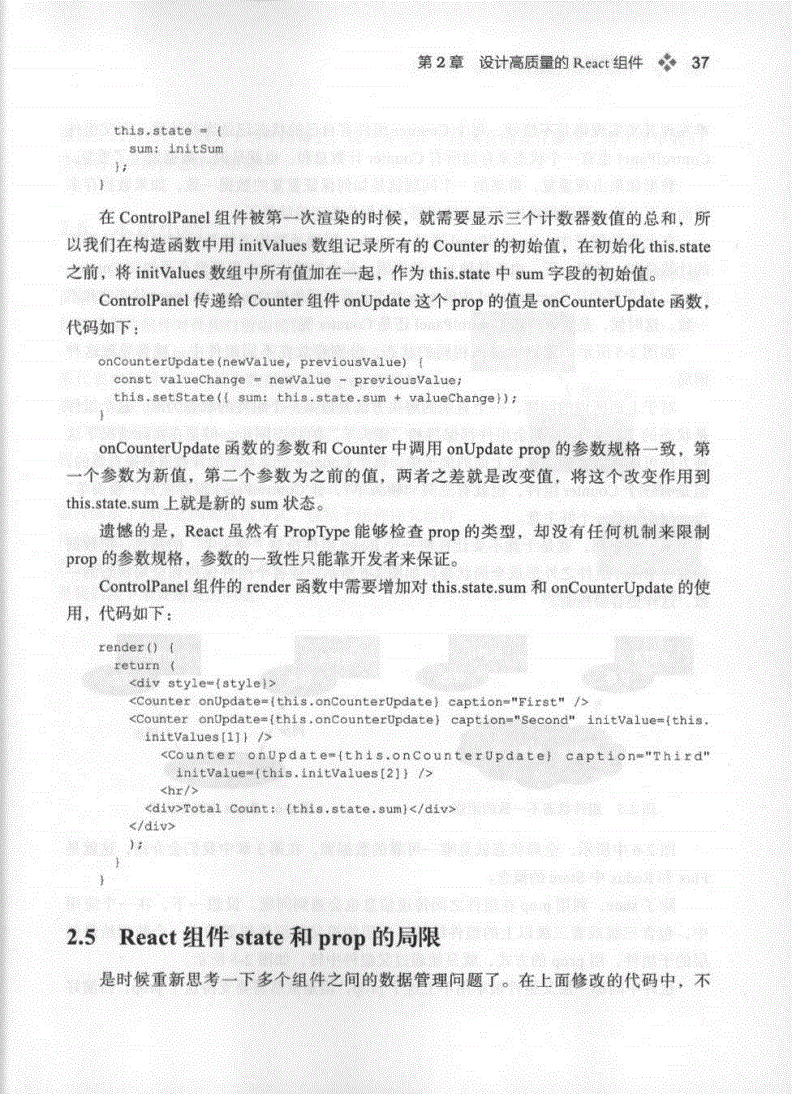 第 2 章 设计高质量的 React 组件 37
this.state = {
sum: initSum
};
}
在 ControlPanel 组件被第一次渲染的时候，就需要显示三个计数器数值的总和，所
以我们在构造函数中用 initValues 数组记录所有的 Counter 的初始值，在初始化 this.state
之前，将 initValues 数组中所有值加在一起，作为 this.state 中 sum 字段的初始值。
ControlPanel 传递给 Counter 组件 onUpdate 这个 prop 的值是 onCounterUpdate 函数，
代码如下：
onCounterUpdate(newValue, previousValue) {
const valueChange = newValue - previousValue;
this.setState({ sum: this.state.sum + valueChange});
}
onCounterUpdate 函数的参数和 Counter 中调用 onUpdate prop 的参数规格一致，第
一个参数为新值，第二个参数为之前的值，两者之差就是改变值，将这个改变作用到
this.state.sum 上就是新的 sum 状态。
遗憾的是，React 虽然有 PropType 能够检查 prop 的类型，却没有任何机制来限制
prop 的参数规格，参数的一致性只能靠开发者来保证。
ControlPanel 组件的 render 函数中需要增加对 this.state.sum 和 onCounterUpdate 的使
用，代码如下：
render() {
return (
<div style={style}>
<Counter onUpdate={this.onCounterUpdate} caption="First" />
<Counter onUpdate={this.onCounterUpdate} caption="Second" initValue={this.
initValues[1]} />
<Counter onUpdate={this.onCounterUpdate} caption="Third"
initValue={this.initValues[2]} />
<hr/>
<div>Total Count: {this.state.sum}</div>
</div>
);
}
}
2.5 React 组件 state 和 prop 的局限
是时候重新思考一下多个组件之间的数据管理问题了。在上面修改的代码中，不